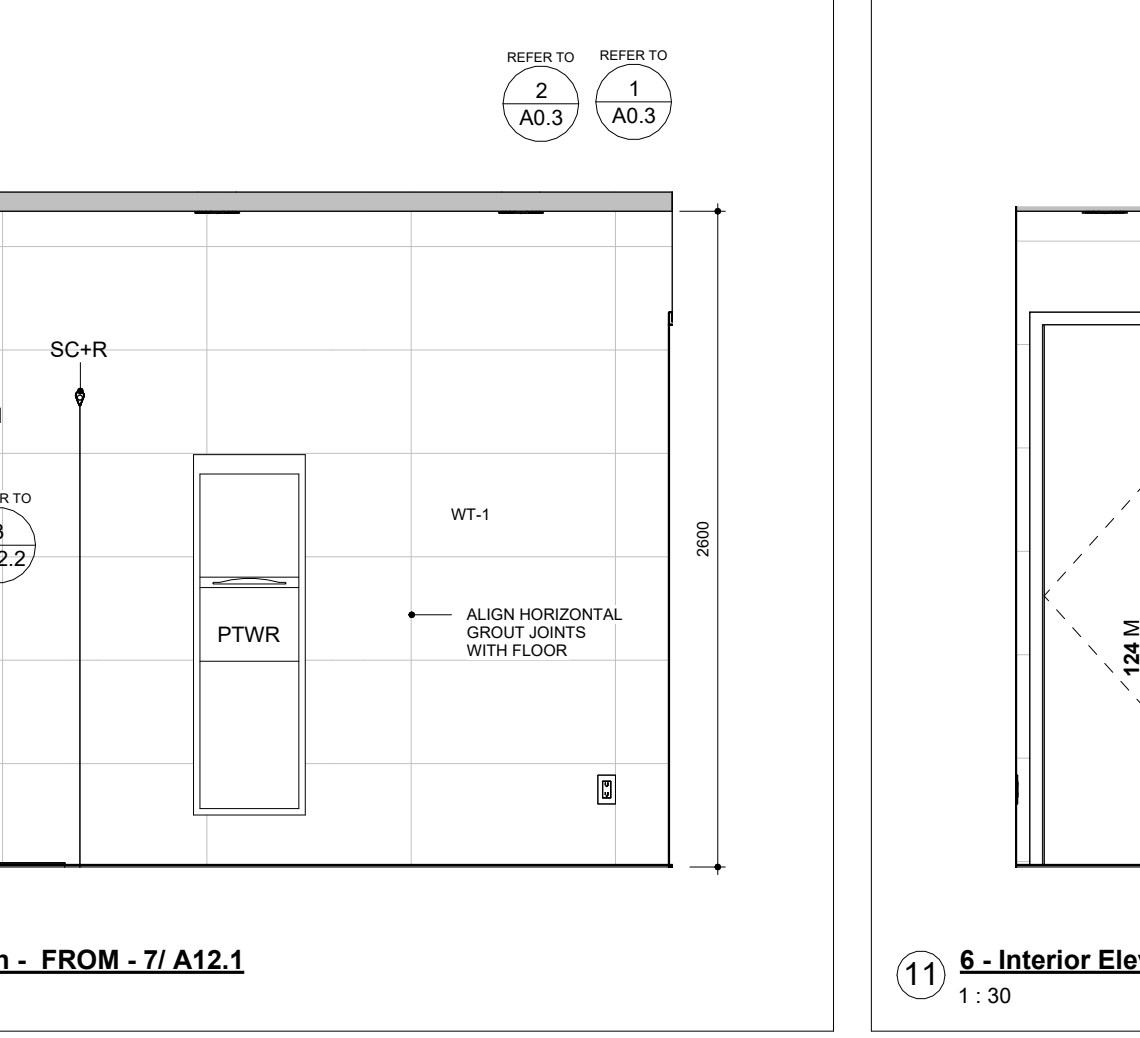 REFER TO
REFER TO
2
1
A0.3
A0.3
SC+R
WT-1
2600
ALIGN HORIZONTAL
GROUT JOINTS
WITH FLOOR
PTWR
124 M
FROM - 7/ A12.1
11
6 - Interior
1 : 30